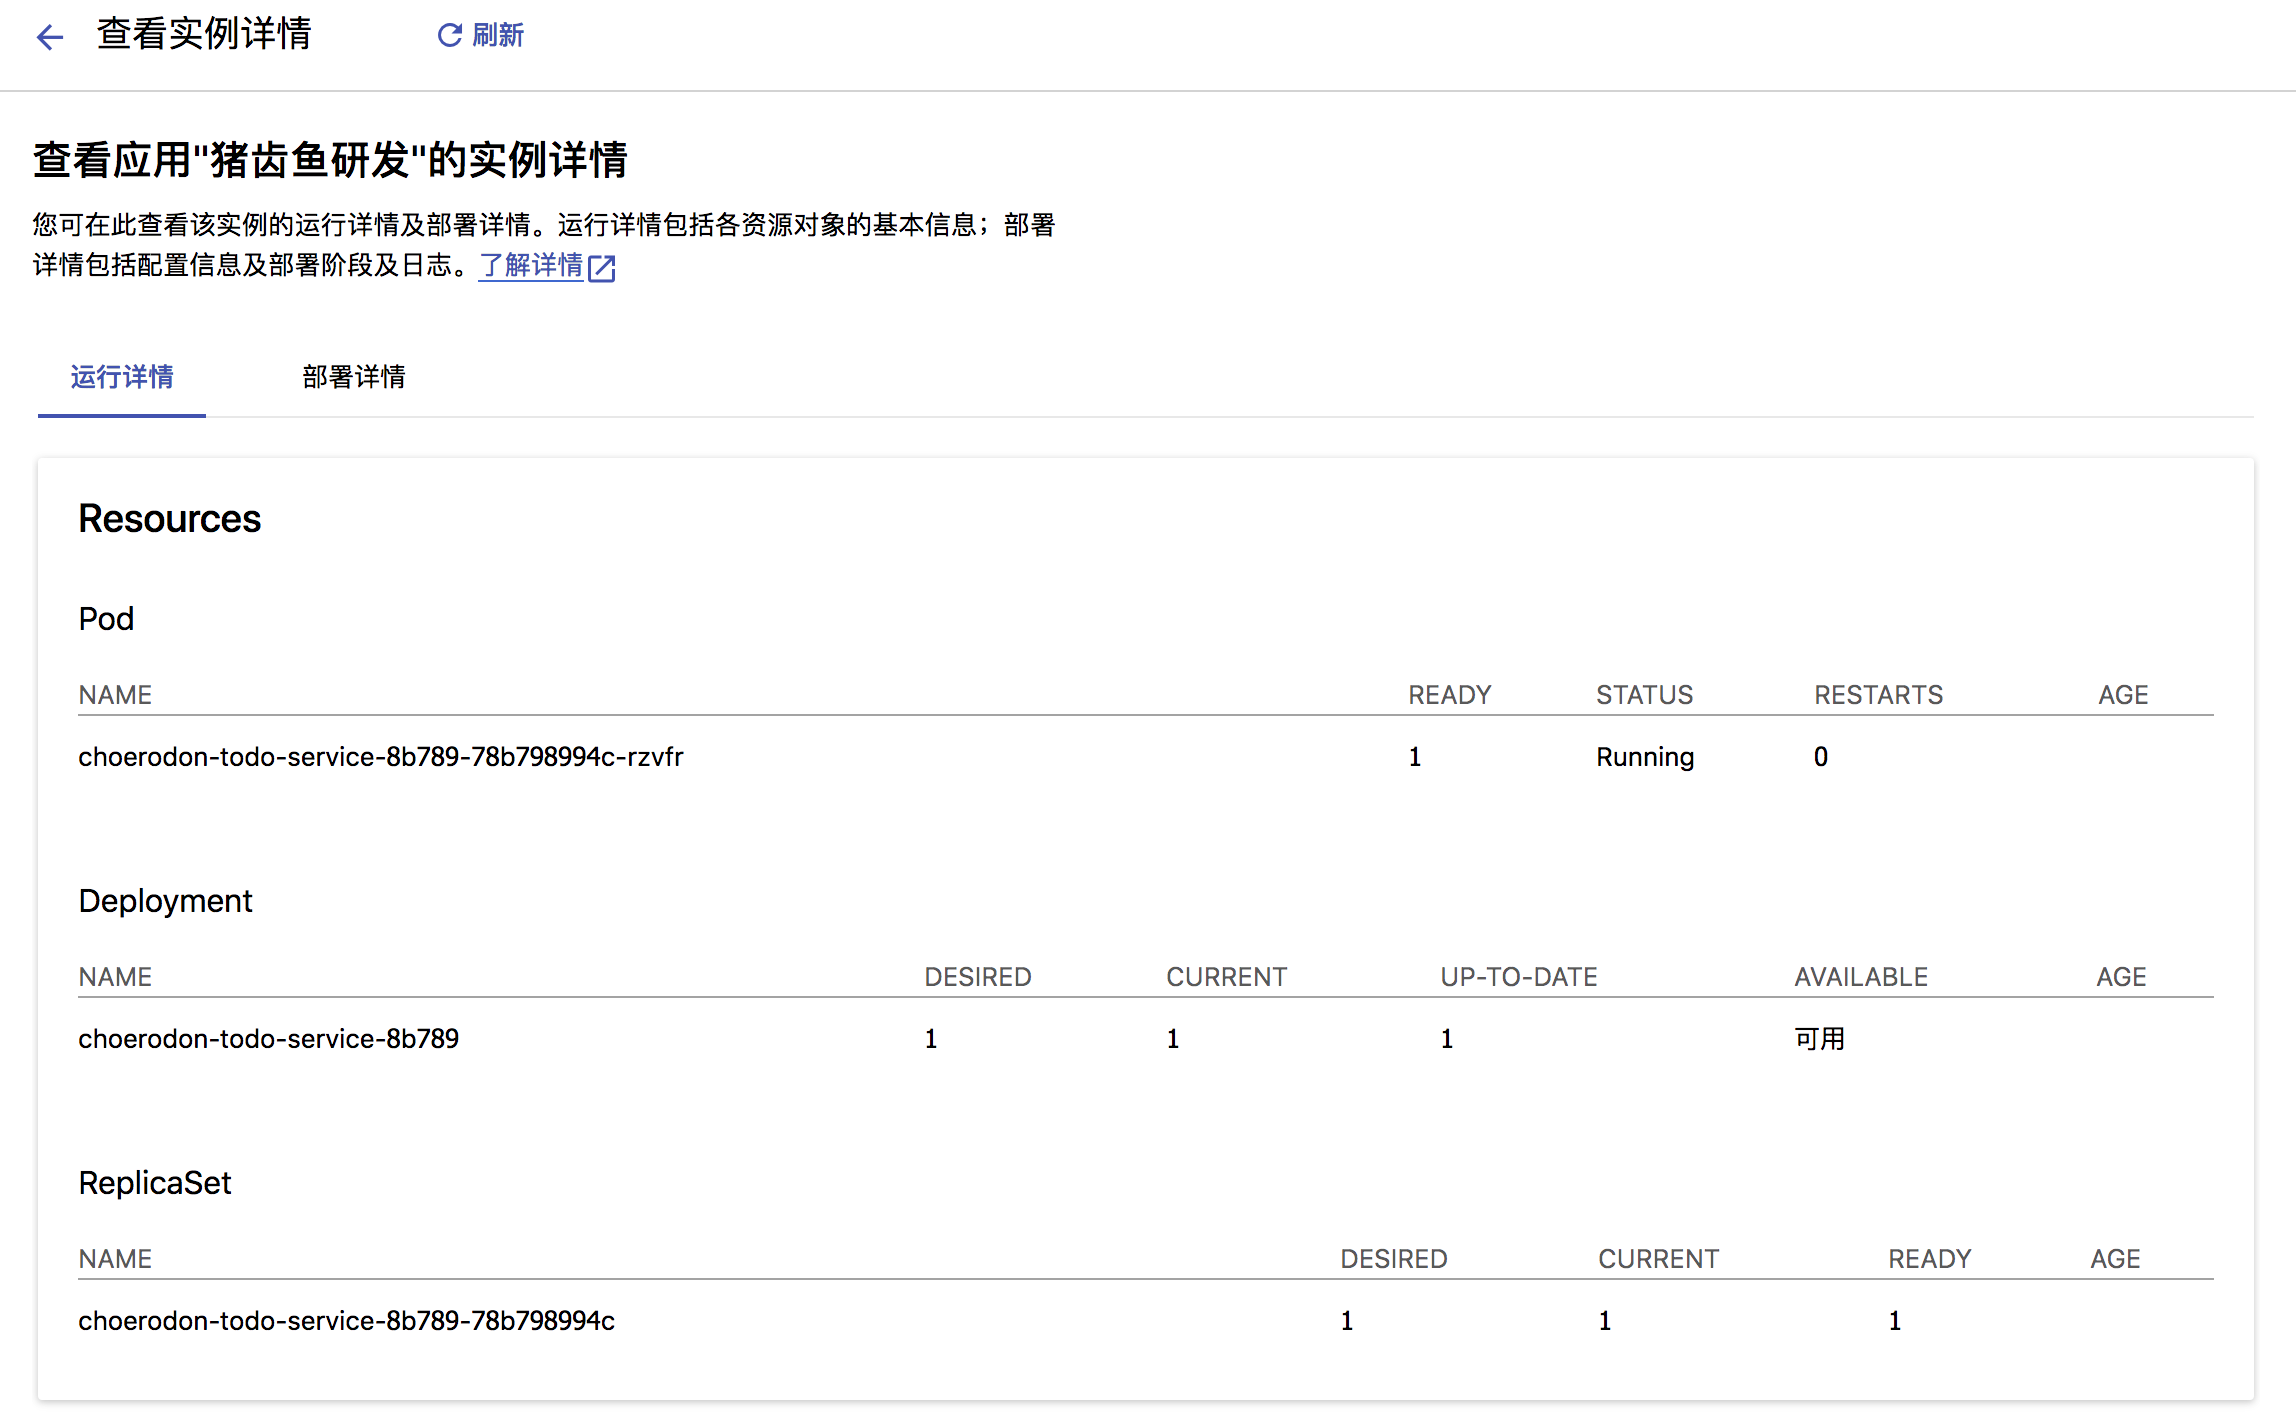 查看实例详情 刷新
查看应用"猪齿鱼研发"的实例详情
您可在此查看该实例的运行详情及部署详情。运行详情包括各资源对象的基本信息；部署
详情包括配置信息及部署阶段及日志。了解详情
运行详情 部署详情
Resources
Pod
NAME READY STATUS RESTARTS AGE
choerodon-todo-service-8b789-78b798994c-rzvfr 1 Running 0
Deployment
NAME DESIRED CURRENT UP-TO-DATE AVAILABLE AGE
choerodon-todo-service-8b789 1 1 1 可用
ReplicaSet
NAME DESIRED CURRENT READY AGE
choerodon-todo-service-8b789-78b798994c 1 1 1